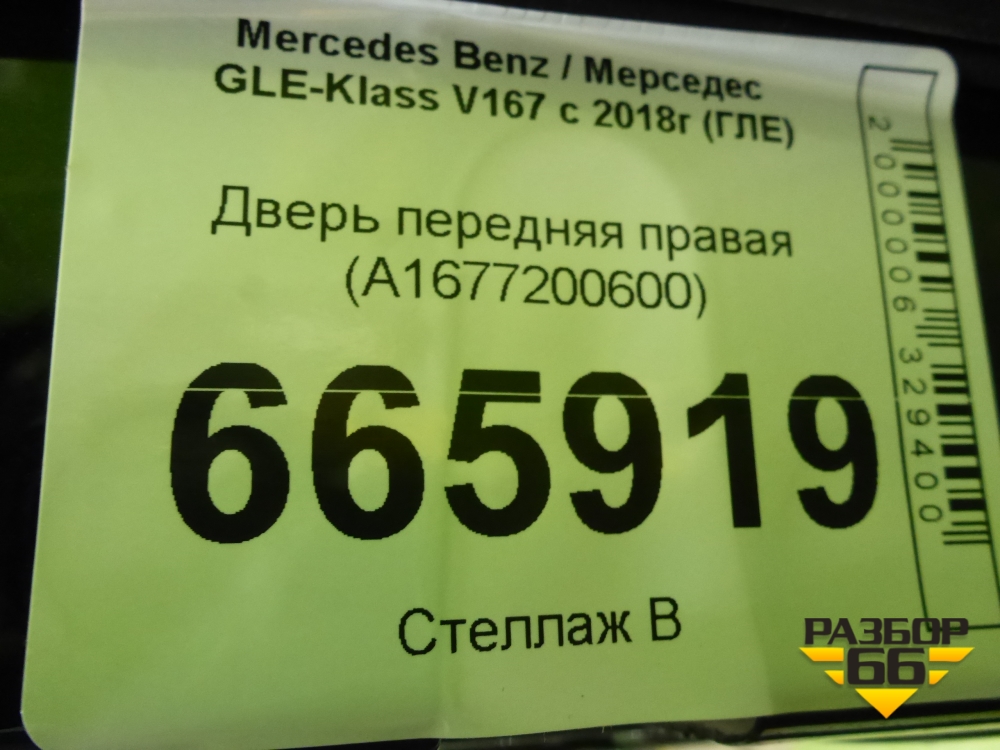 Mercedes Benz / Мерседес
GLE-Klass V167 с 2018г (ГЛЕ)
Дверь передняя правая
(A1677200600)
665919
Стеллаж В
2000006329400
РАЗБОР
66